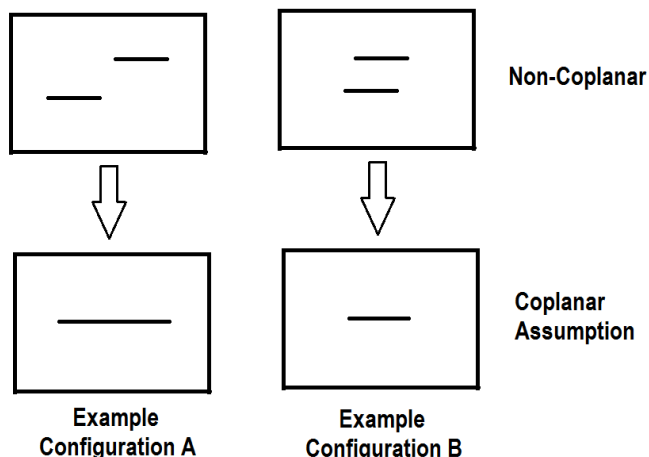 Non-Coplanar
Coplanar
Assumption
Example
Configuration A
Example
Configuration B